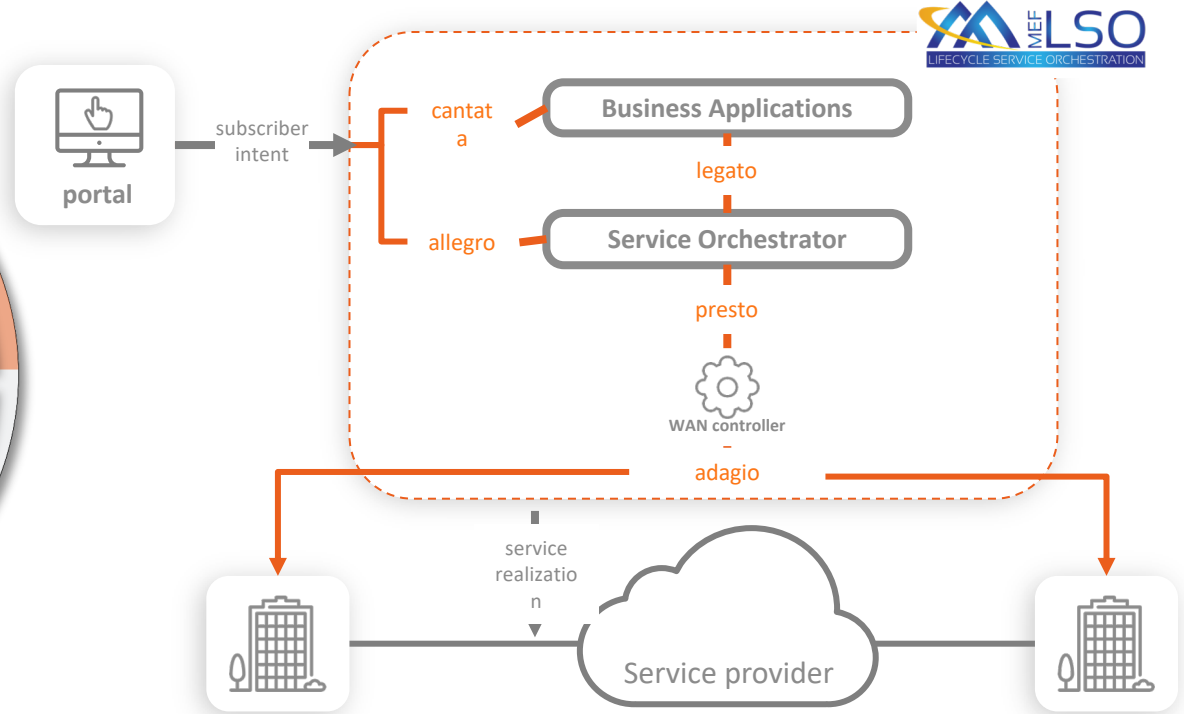 MEF
LSO
LIFECYCLE SERVICE ORCHESTRATION
portal
subscriber
intent
cantat
a
Business Applications
legato
allegro
Service Orchestrator
presto
WAN controller
adagio
service
realizatio
n
Service provider